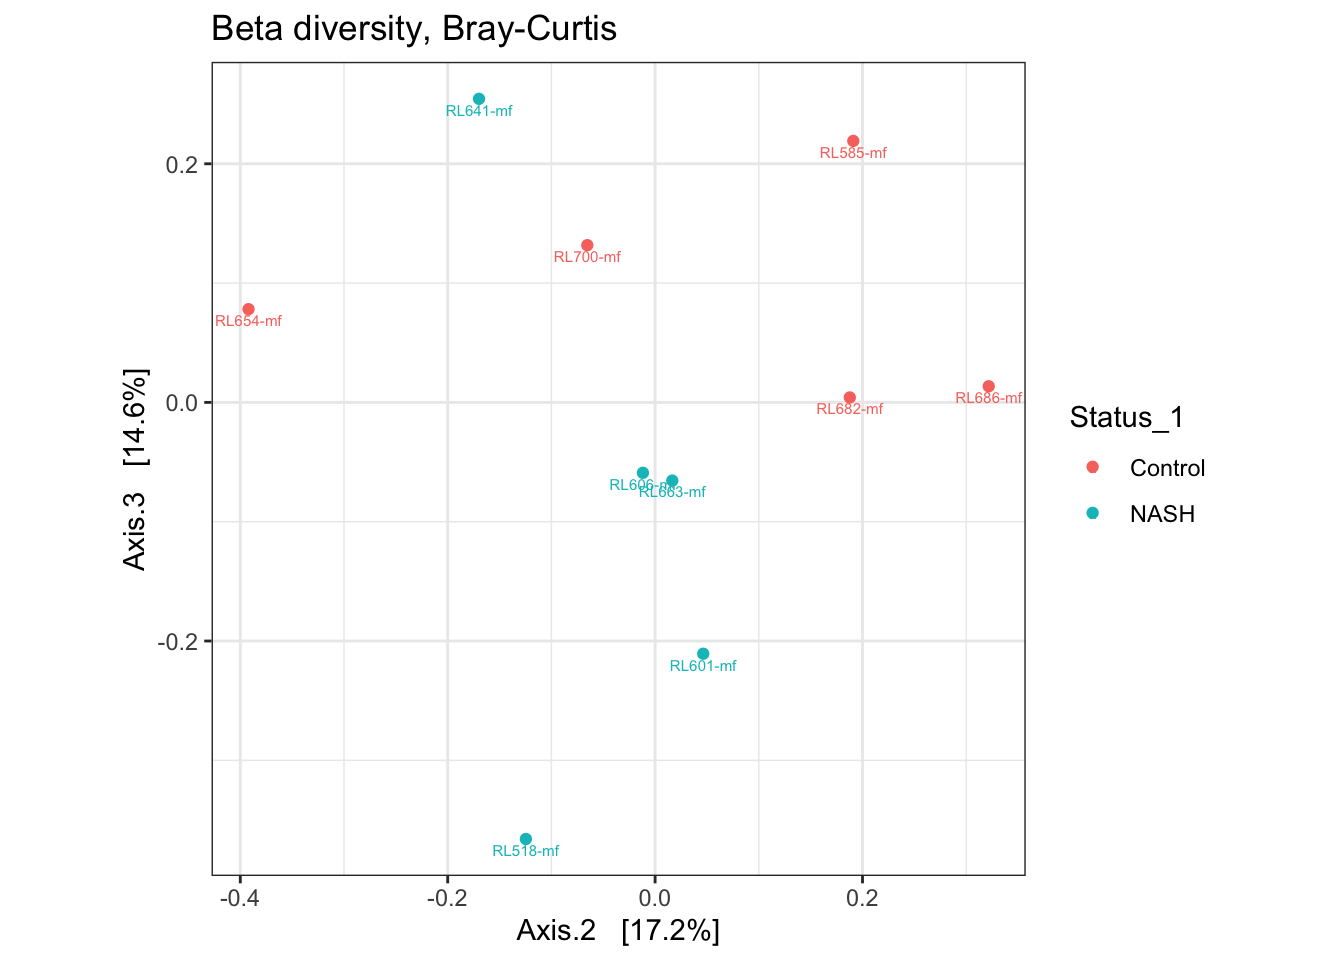 Beta diversity, Bray-Curtis
RL641-mf
RL585-mf
0.2
RL700-mf
RL654-mf
RL686-mf
0.0
RL682-mf
Status_1
Control
RL606-mf
RL663-mf
NASH
Axis.3 [14.6%]
-0.2
RL601-mf
RL518-mf
-0.4 -0.2 0.0 0.2
Axis.2 [17.2%]